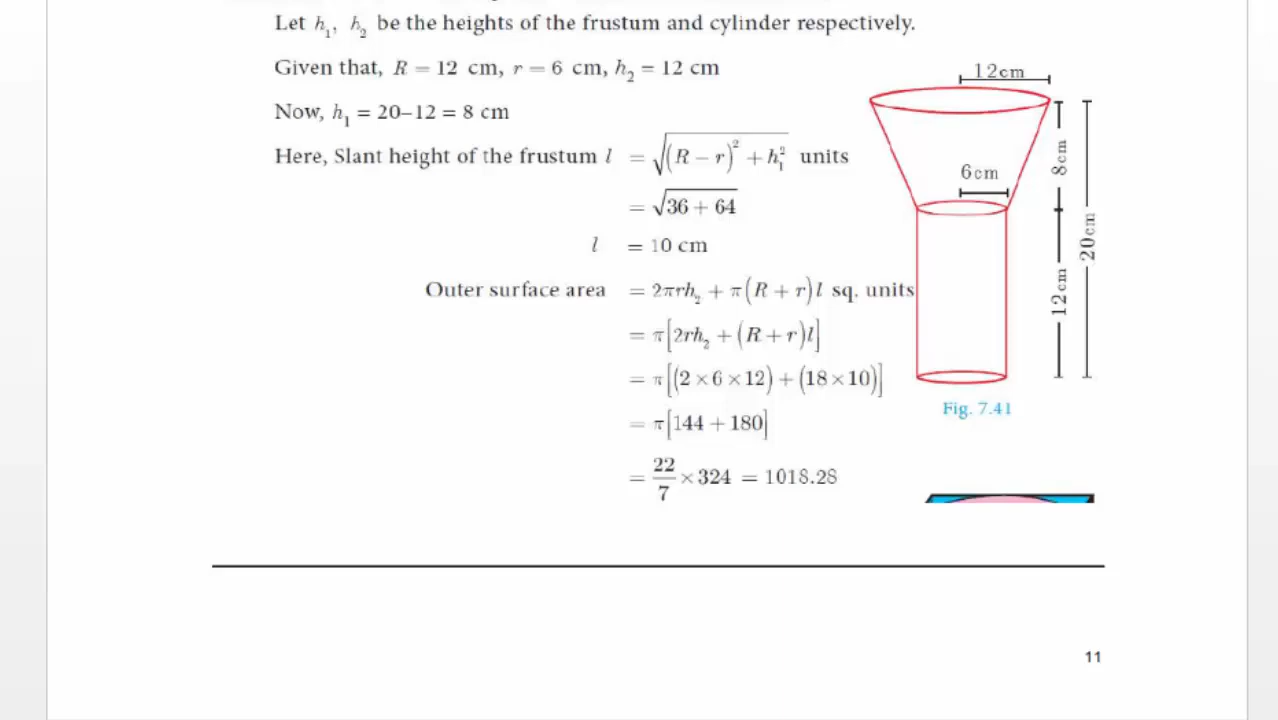 Let h₁, h₂ be the heights of the frustum and cylinder respectively.
Given that, R = 12 cm, r = 6 cm, h₂ = 12 cm
Now, h₁ = 20–12 = 8 cm
Here, Slant height of the frustum l = √((R − r)² + h₁²) units
= √(36 + 64)
l = 10 cm
Outer surface area = 2πrh₂ + π(R + r)l sq. units
= π[2rh₂ + (R + r)l]
= π[(2 × 6 × 12) + (18 × 10)]
= π[144 + 180]
= 22/7 × 324 = 1018.28
12cm
6cm
8cm
20cm
12cm
Fig. 7.41
11